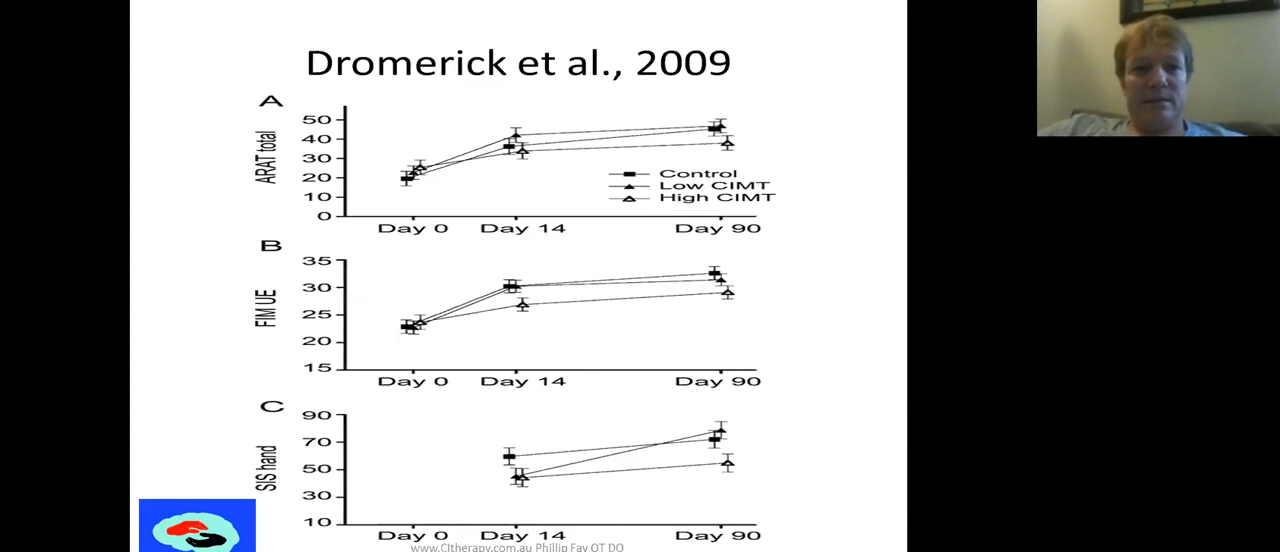 Dromerick et al., 2009
A
ARAT total
50
40
30
20
10
0
Control
Low CIMT
High CIMT
Day 0 Day 14 Day 90
B
FIM UE
35
30
25
20
15
Day 0 Day 14 Day 90
C
SIS hand
90
70
50
30
10
Day 0 Day 14 Day 90
www.CItherapy.com.au Phillip Fay OT DO